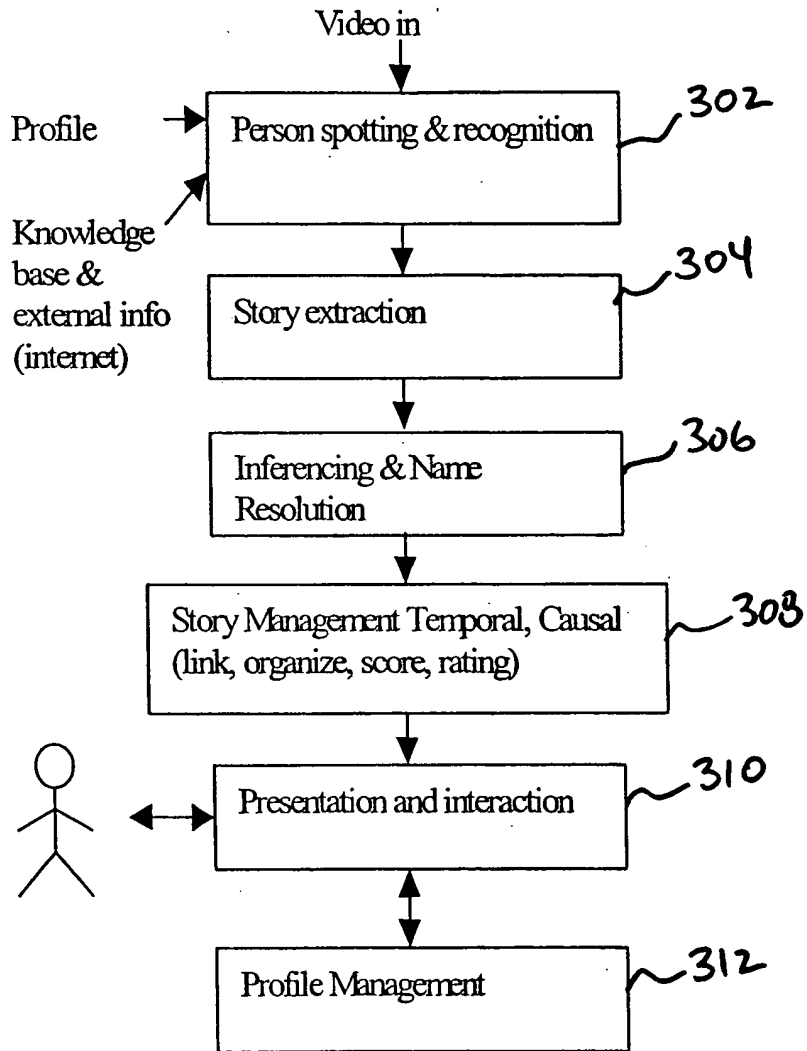 Video in
Profile
Person spotting & recognition
302
Knowledge
base &
external info
(internet)
304
Story extraction
306
Inferencing & Name
Resolution
308
Story Management Temporal, Causal
(link, organize, score, rating)
310
Presentation and interaction
312
Profile Management